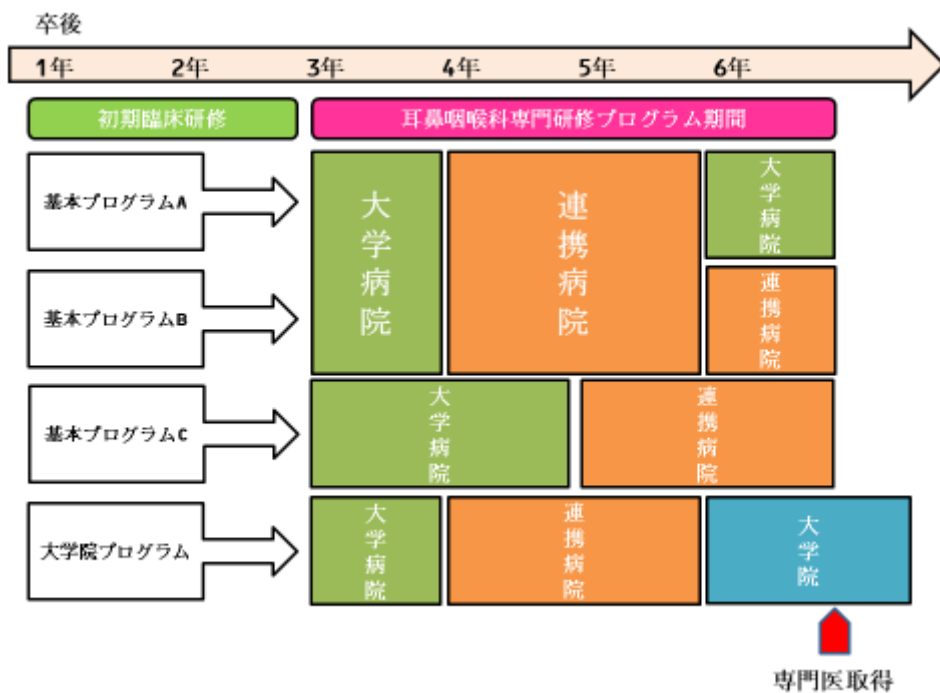 卒後
1年 2年 3年 4年 5年 6年
初期臨床研修 耳鼻咽喉科専門研修プログラム期間
基本プログラムA
大学病院
連携病院
大学病院
基本プログラムB
連携病院
基本プログラムC
大学病院
連携病院
大学院プログラム
大学病院
連携病院
大学院
専門医取得